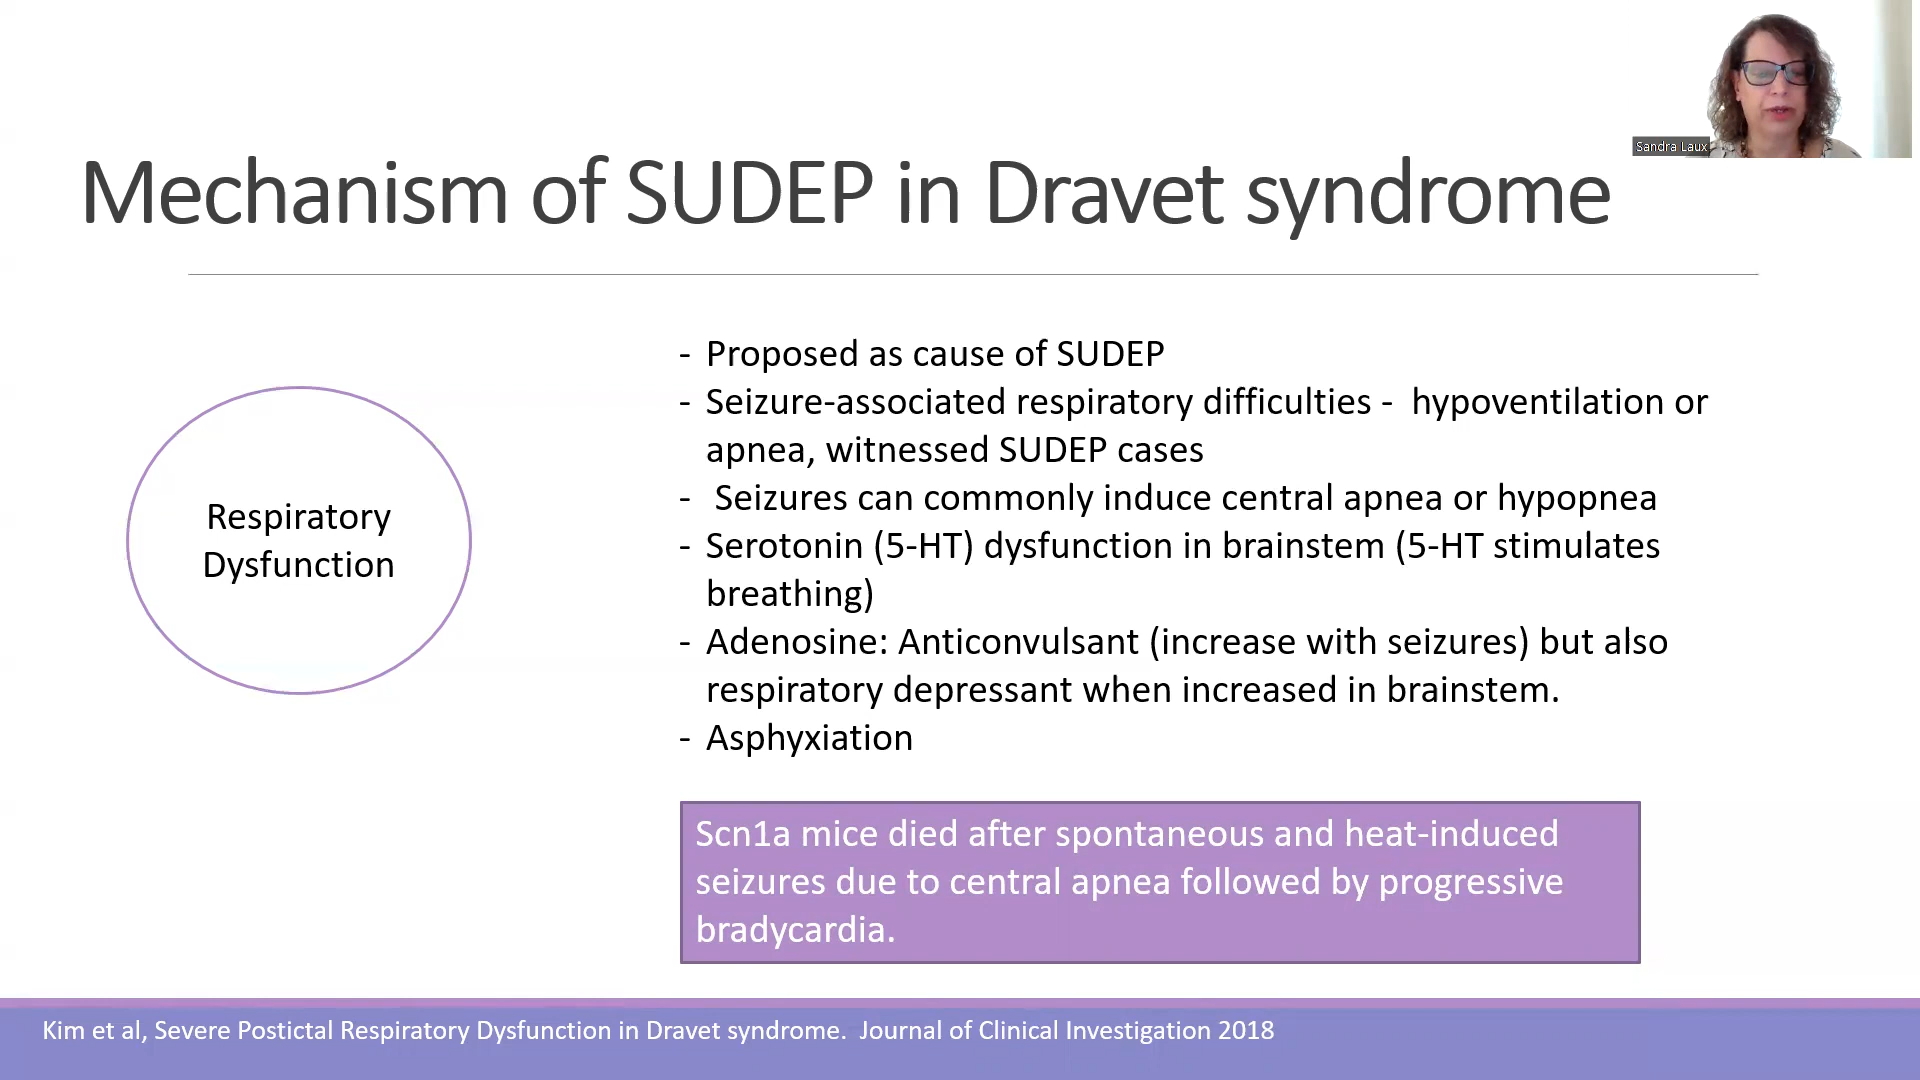 Sandra Laux
Mechanism of SUDEP in Dravet syndrome
Respiratory
Dysfunction
- Proposed as cause of SUDEP
- Seizure-associated respiratory difficulties - hypoventilation or
apnea, witnessed SUDEP cases
- Seizures can commonly induce central apnea or hypopnea
- Serotonin (5-HT) dysfunction in brainstem (5-HT stimulates
breathing)
- Adenosine: Anticonvulsant (increase with seizures) but also
respiratory depressant when increased in brainstem.
- Asphyxiation
Scn1a mice died after spontaneous and heat-induced
seizures due to central apnea followed by progressive
bradycardia.
Kim et al, Severe Postictal Respiratory Dysfunction in Dravet syndrome. Journal of Clinical Investigation 2018